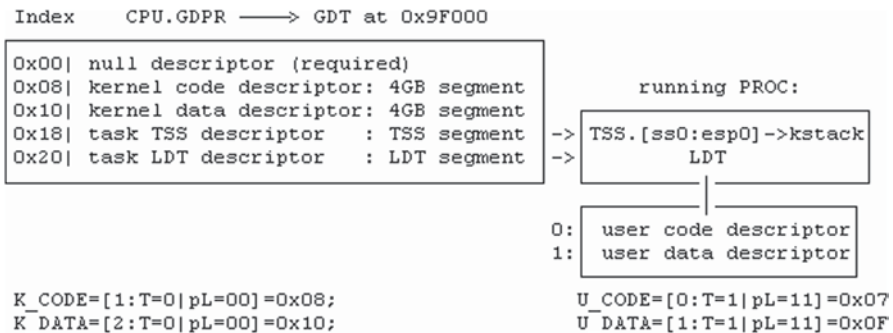 Index CPU.GDPR ———> GDT at 0x9F000
0x00| null descriptor (required)
0x08| kernel code descriptor: 4GB segment
0x10| kernel data descriptor: 4GB segment
running PROC:
0x18| task TSS descriptor : TSS segment -> TSS.[ss0:esp0]->kstack
0x20| task LDT descriptor : LDT segment -> LDT
0: user code descriptor
1: user data descriptor
K_CODE=[1:T=0|pL=00]=0x08; U_CODE=[0:T=1|pL=11]=0x07
K_DATA=[2:T=0|pL=00]=0x10; U_DATA=[1:T=1|pL=11]=0x0F